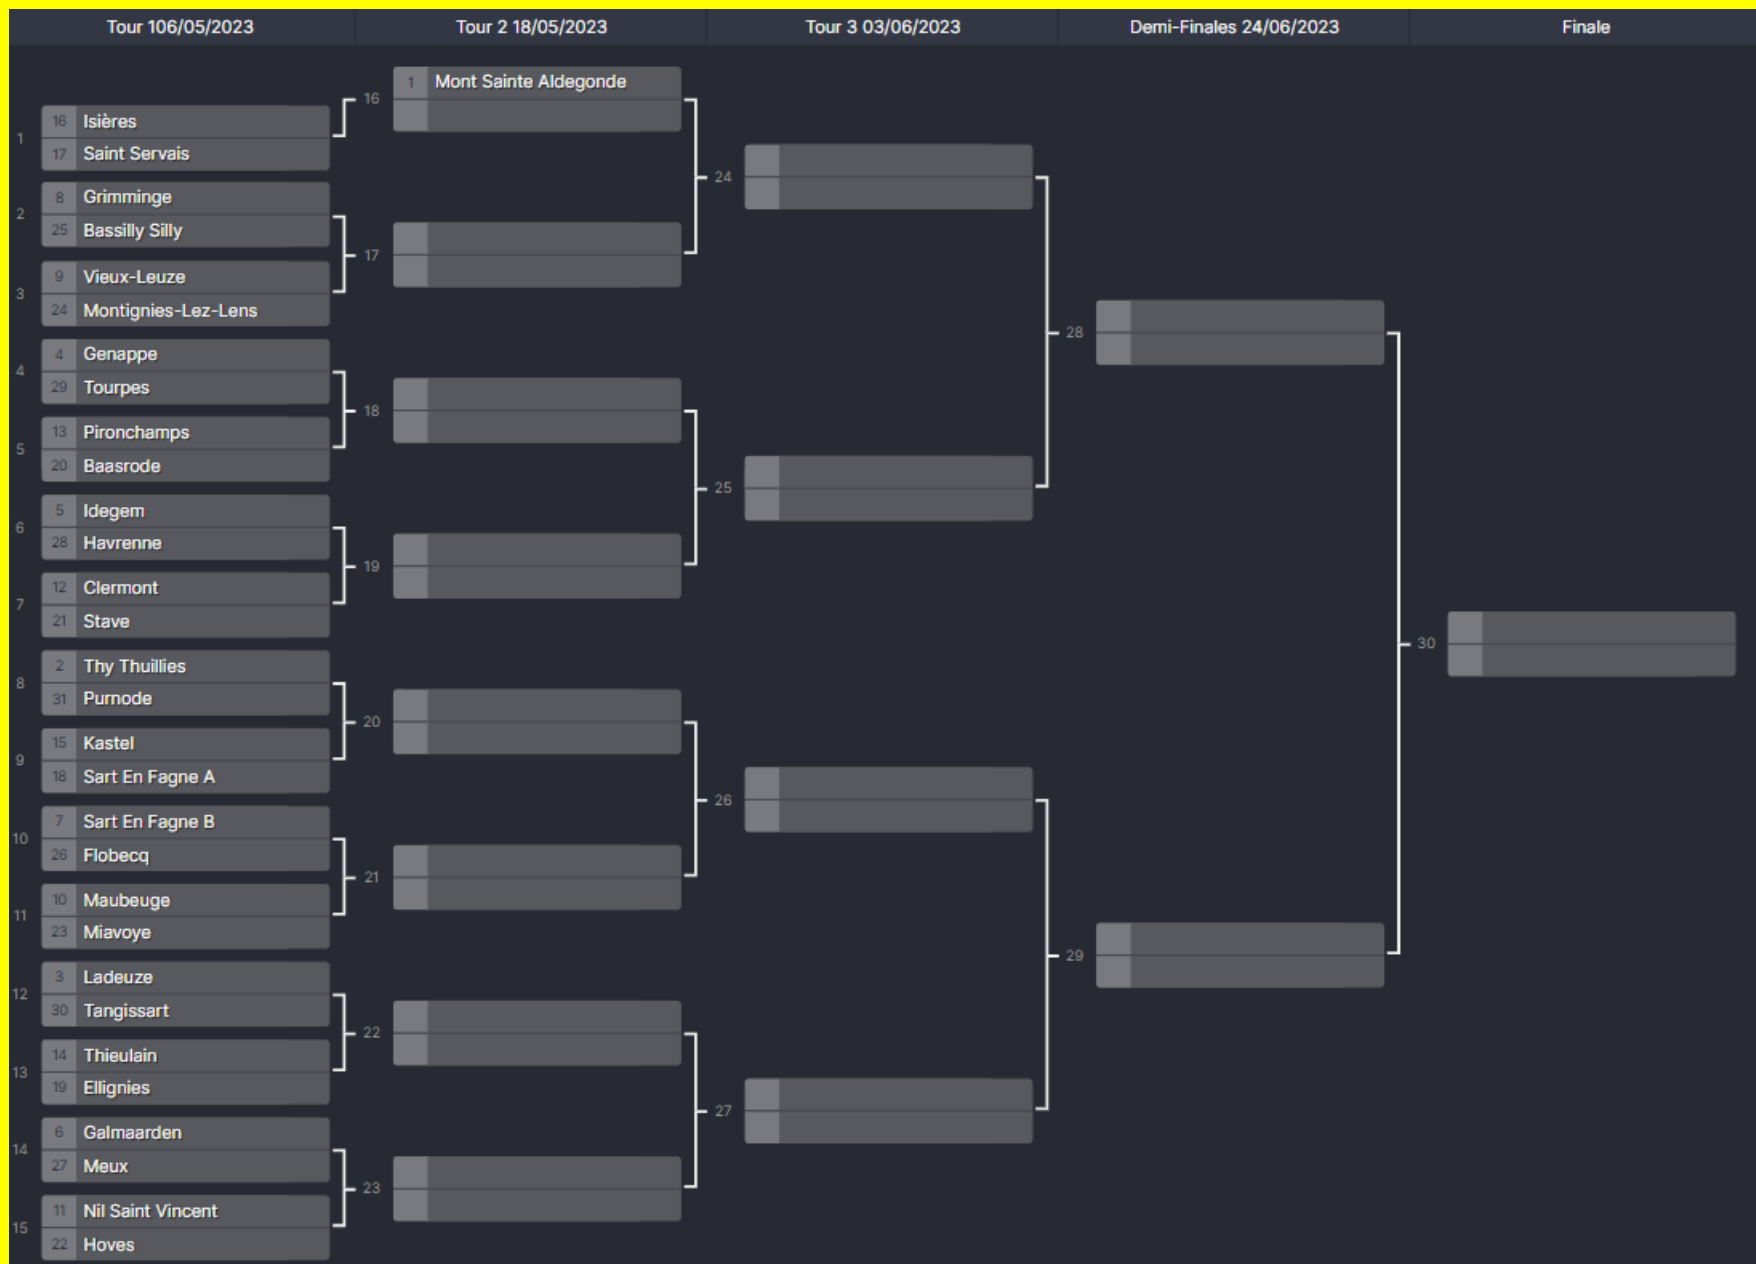 Tour 106/05/2023
Tour 2 18/05/2023
Tour 3 03/06/2023
Demi-Finales 24/06/2023
Finale
1
16 Isières
17 Saint Servais
2
8 Grimminge
25 Bassilly Silly
3
9 Vieux-Leuze
24 Montignies-Lez-Lens
4
4 Genappe
29 Tourpes
5
13 Pironchamps
20 Baasrode
6
5 Idegem
28 Havrenne
7
12 Clermont
21 Stave
8
2 Thy Thuillies
31 Purnode
9
15 Kastel
18 Sart En Fagne A
10
7 Sart En Fagne B
26 Flobecq
11
10 Maubeuge
23 Miavoye
12
3 Ladeuze
30 Tangissart
13
14 Thieulain
19 Ellignies
14
6 Galmaarden
27 Meux
15
11 Nil Saint Vincent
22 Hoves
16
1 Mont Sainte Aldegonde
17
18
19
20
21
22
23
24
25
26
27
28
29
30